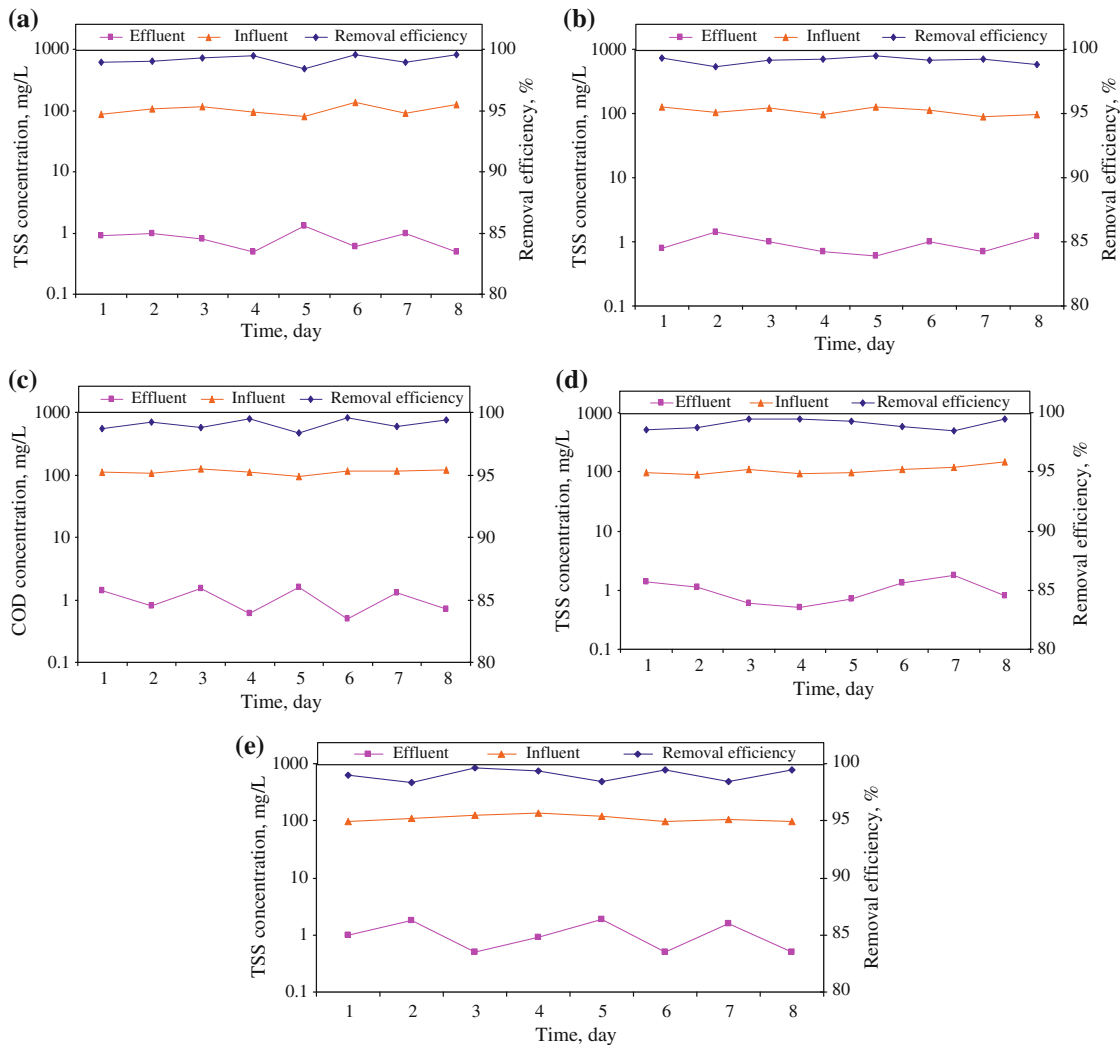 (a)
Effluent Influent Removal efficiency
1000
100
10
1
0.1
100
95
90
85
80
TSS concentration, mg/L
Removal efficiency, %
1 2 3 4 5 6 7 8
Time, day
(b)
Effluent Influent Removal efficiency
1000
100
10
1
0.1
100
95
90
85
80
TSS concentration, mg/L
Removal efficiency, %
1 2 3 4 5 6 7 8
Time, day
(c)
Effluent Influent Removal efficiency
1000
100
10
1
0.1
100
95
90
85
80
COD concentration, mg/L
1 2 3 4 5 6 7 8
Time, day
(d)
Effluent Influent Removal efficiency
1000
100
10
1
0.1
100
95
90
85
80
TSS concentration, mg/L
Removal efficiency, %
1 2 3 4 5 6 7 8
Time, day
(e)
Effluent Influent Removal efficiency
1000
100
10
1
0.1
100
95
90
85
80
TSS concentration, mg/L
Removal efficiency, %
1 2 3 4 5 6 7 8
Time, day